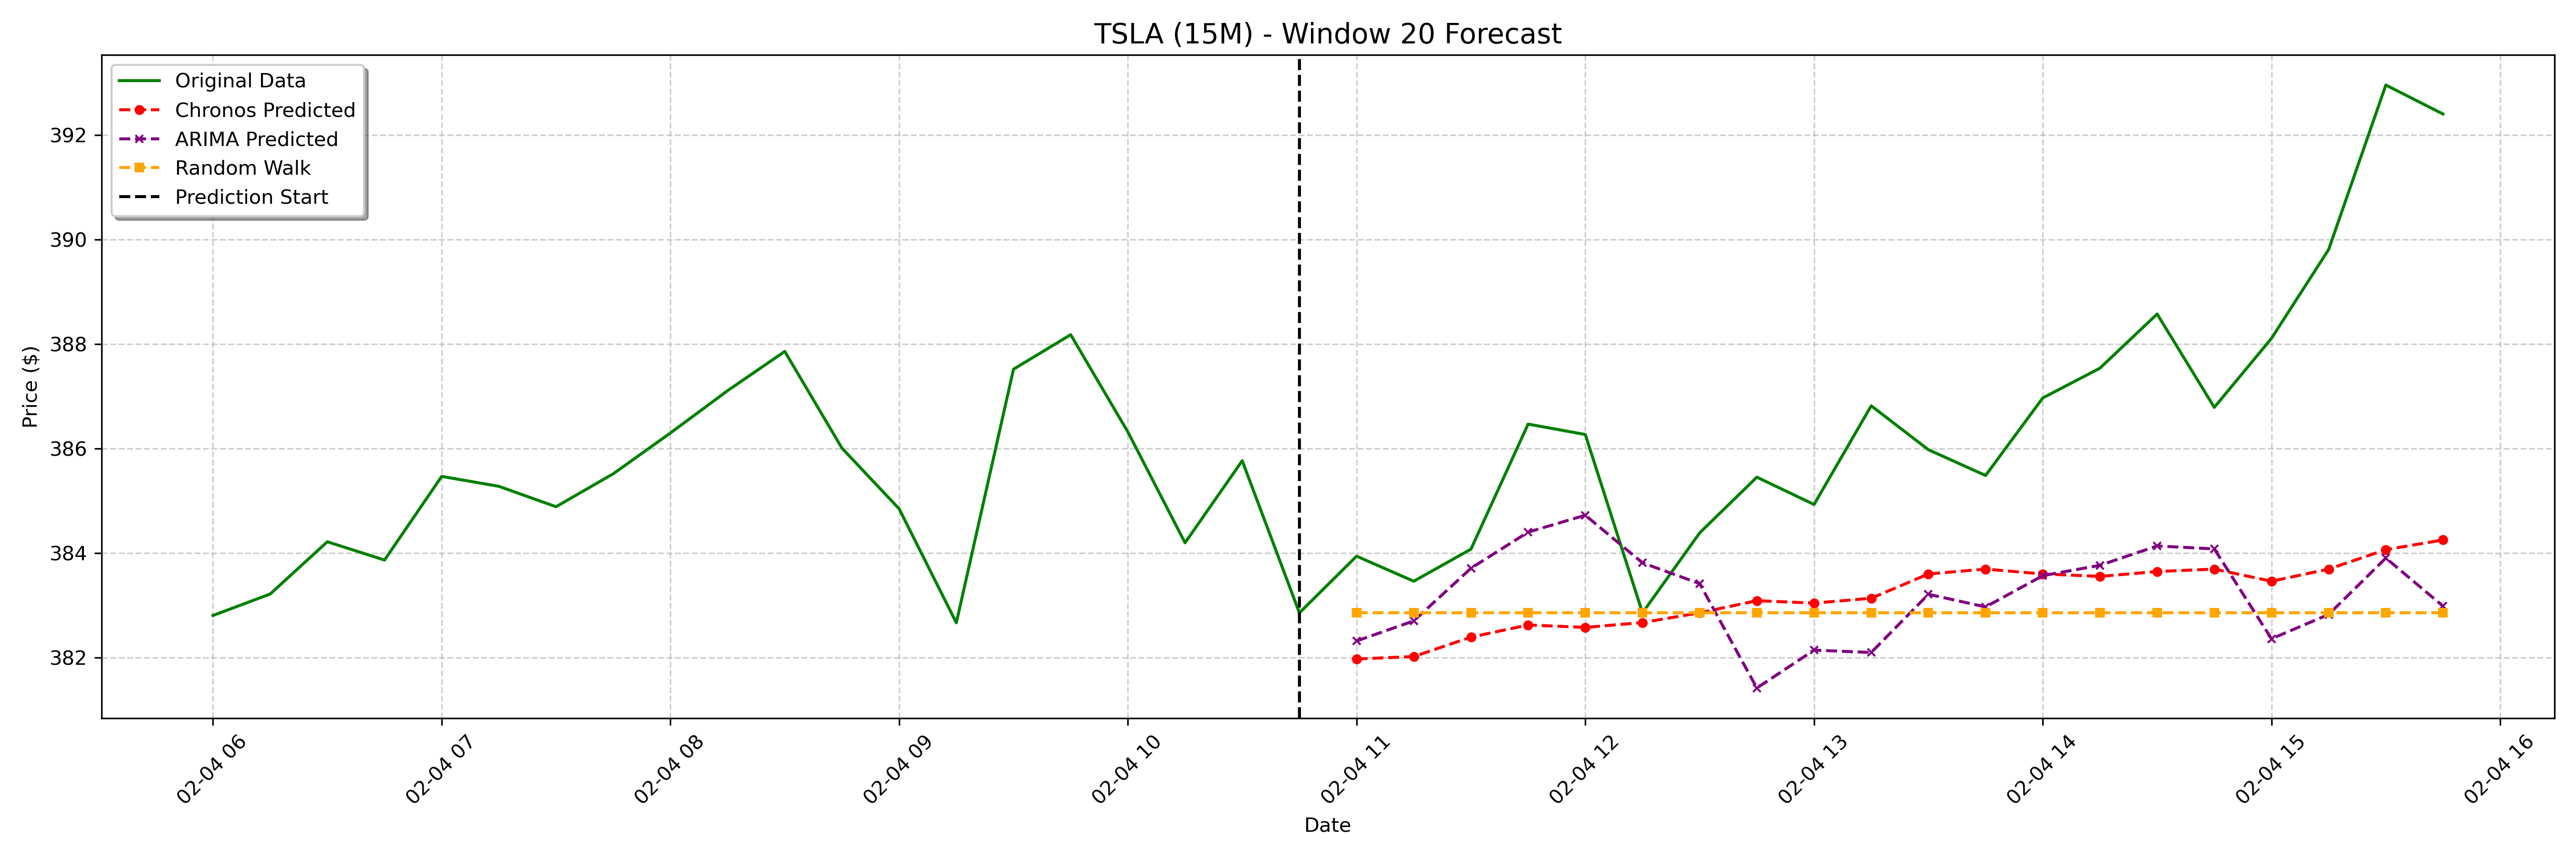 TSLA (15M) - Window 20 Forecast
Original Data
Chronos Predicted
ARIMA Predicted
Random Walk
Prediction Start
Price ($)
392
390
388
386
384
382
02-04 06
02-04 07
02-04 08
02-04 09
02-04 10
02-04 11
02-04 12
02-04 13
02-04 14
02-04 15
02-04 16
Date